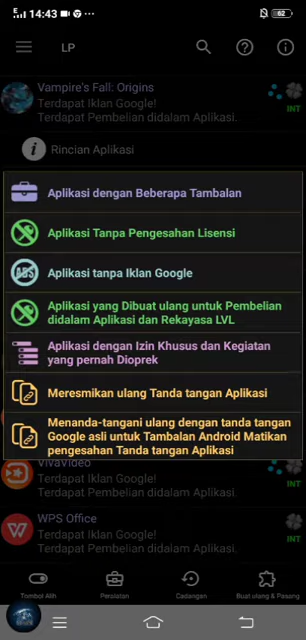 14:43
62
LP
Vampire's Fall: Origins
Terdapat Iklan Google!
Terdapat Pembelian didalam Aplikasi.
INT
Rincian Aplikasi
Aplikasi dengan Beberapa Tambalan
Aplikasi Tanpa Pengesahan Lisensi
ADS
Aplikasi tanpa Iklan Google
Aplikasi yang Dibuat ulang untuk Pembelian
didalam Aplikasi dan Rekayasa LVL
Aplikasi dengan Izin Khusus dan Kegiatan
yang pernah Dioprek
Meresmikan ulang Tanda tangan Aplikasi
Menanda-tangani ulang dengan tanda tangan
Google asli untuk Tambalan Android Matikan
pengesahan Tanda tangan Aplikasi
VivaVideo
Terdapat Iklan Google!
Terdapat Pembelian didalam Aplikasi.
INT
WPS Office
Terdapat Iklan Google!
Terdapat Pembelian didalam Aplikasi.
INT
Tombol Alih
Peralatan
Cadangan
Buat ulang & Pasang